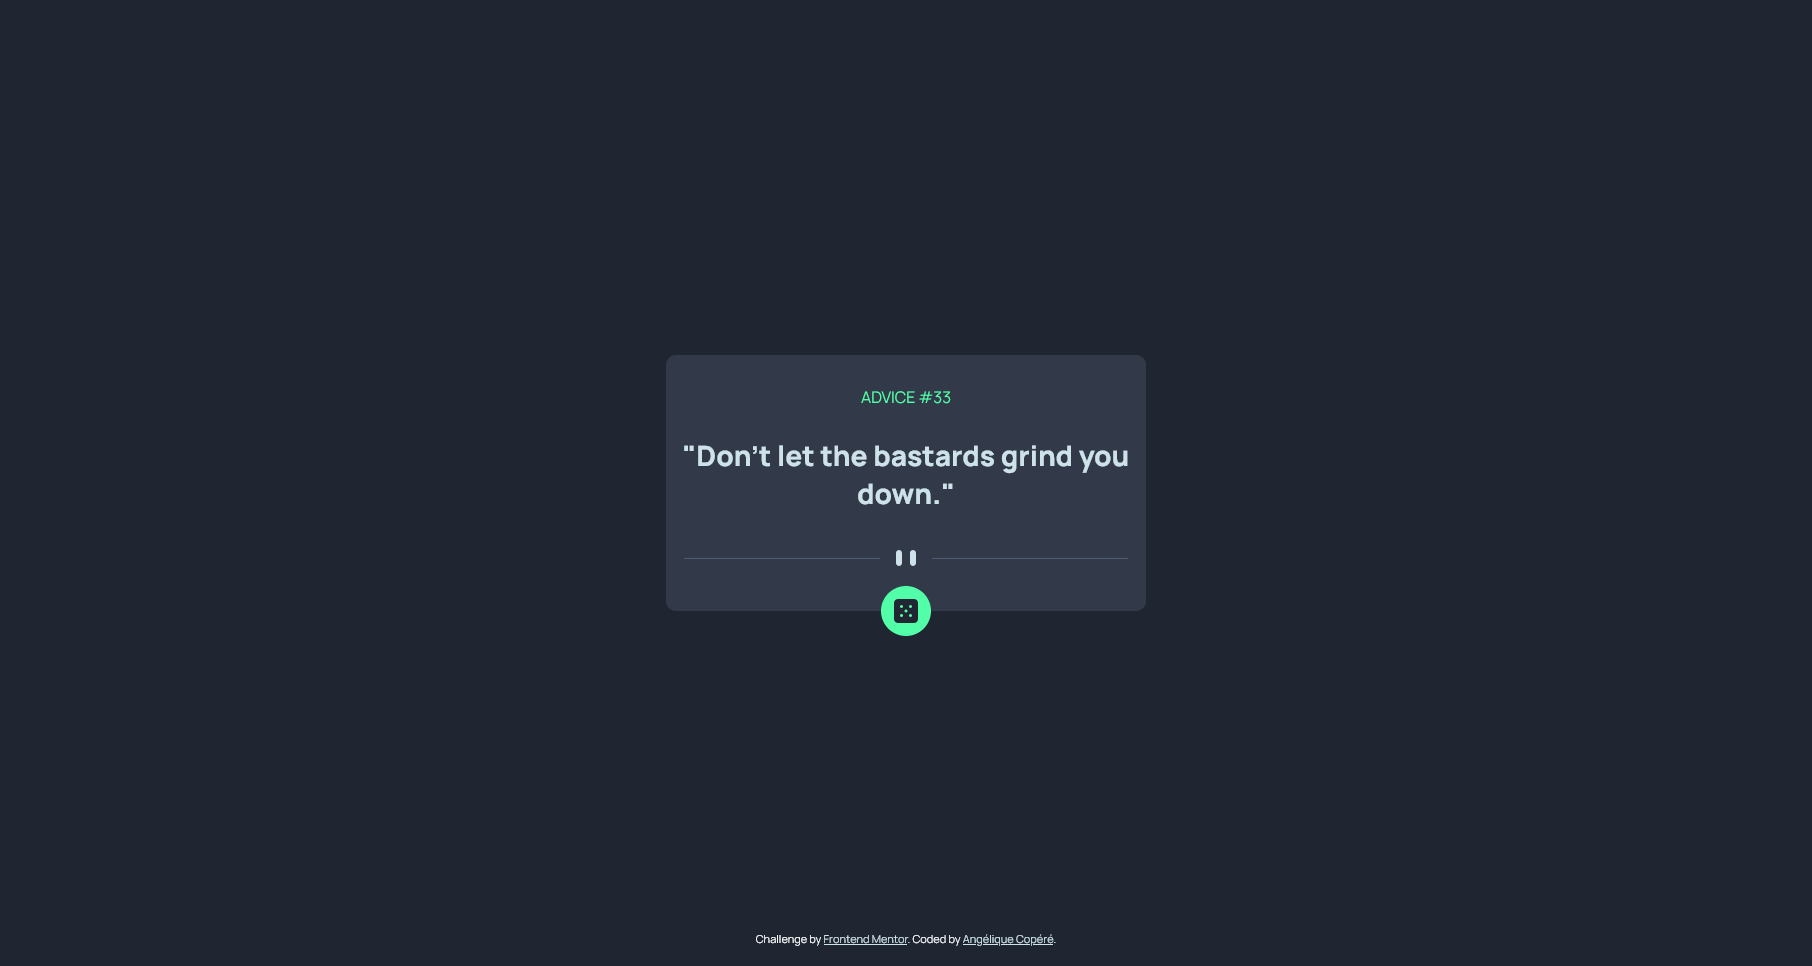 ADVICE #33
"Don't let the bastards grind you
down."
Challenge by Frontend Mentor. Coded by Angélique Copéré.